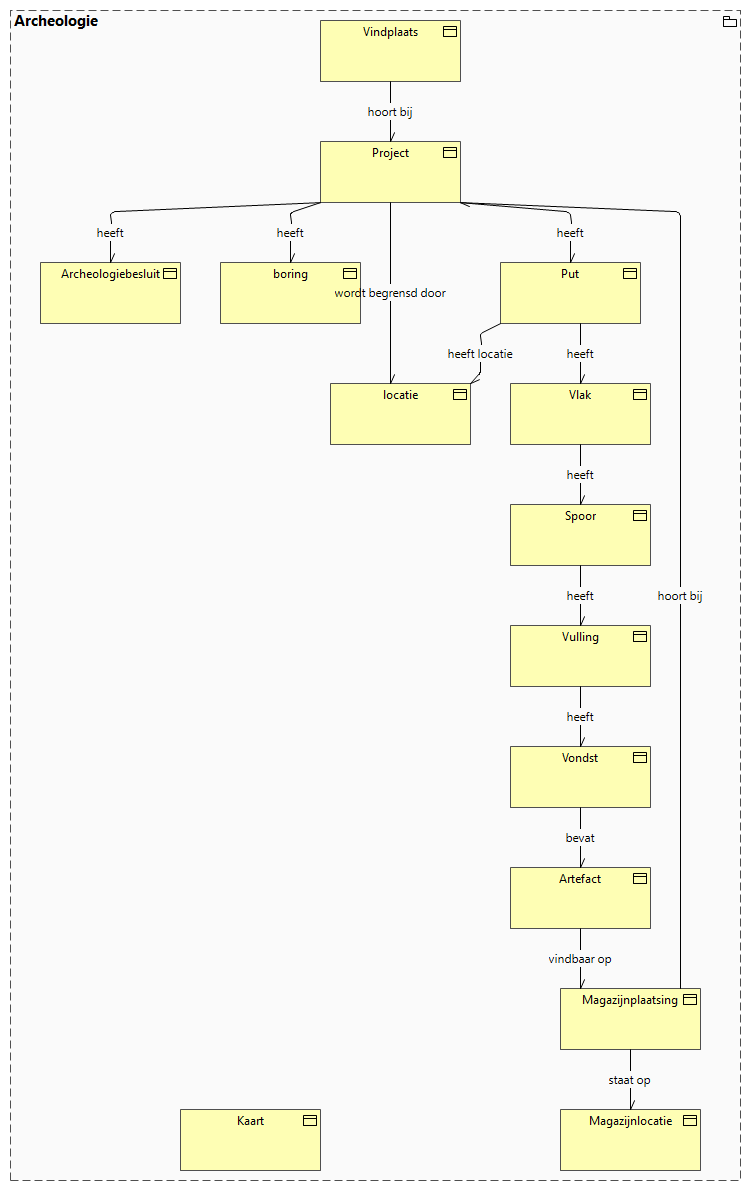 Archeologie
Vindplaats
hoort bij
Project
heeft
heeft
heeft
Archeologiebesluit
boring
Put
wordt begrensd door
heeft locatie
heeft
locatie
Vlak
heeft
Spoor
heeft
hoort bij
Vulling
heeft
Vondst
bevat
Artefact
vindbaar op
Magazijnplaatsing
staat op
Kaart
Magazijnlocatie